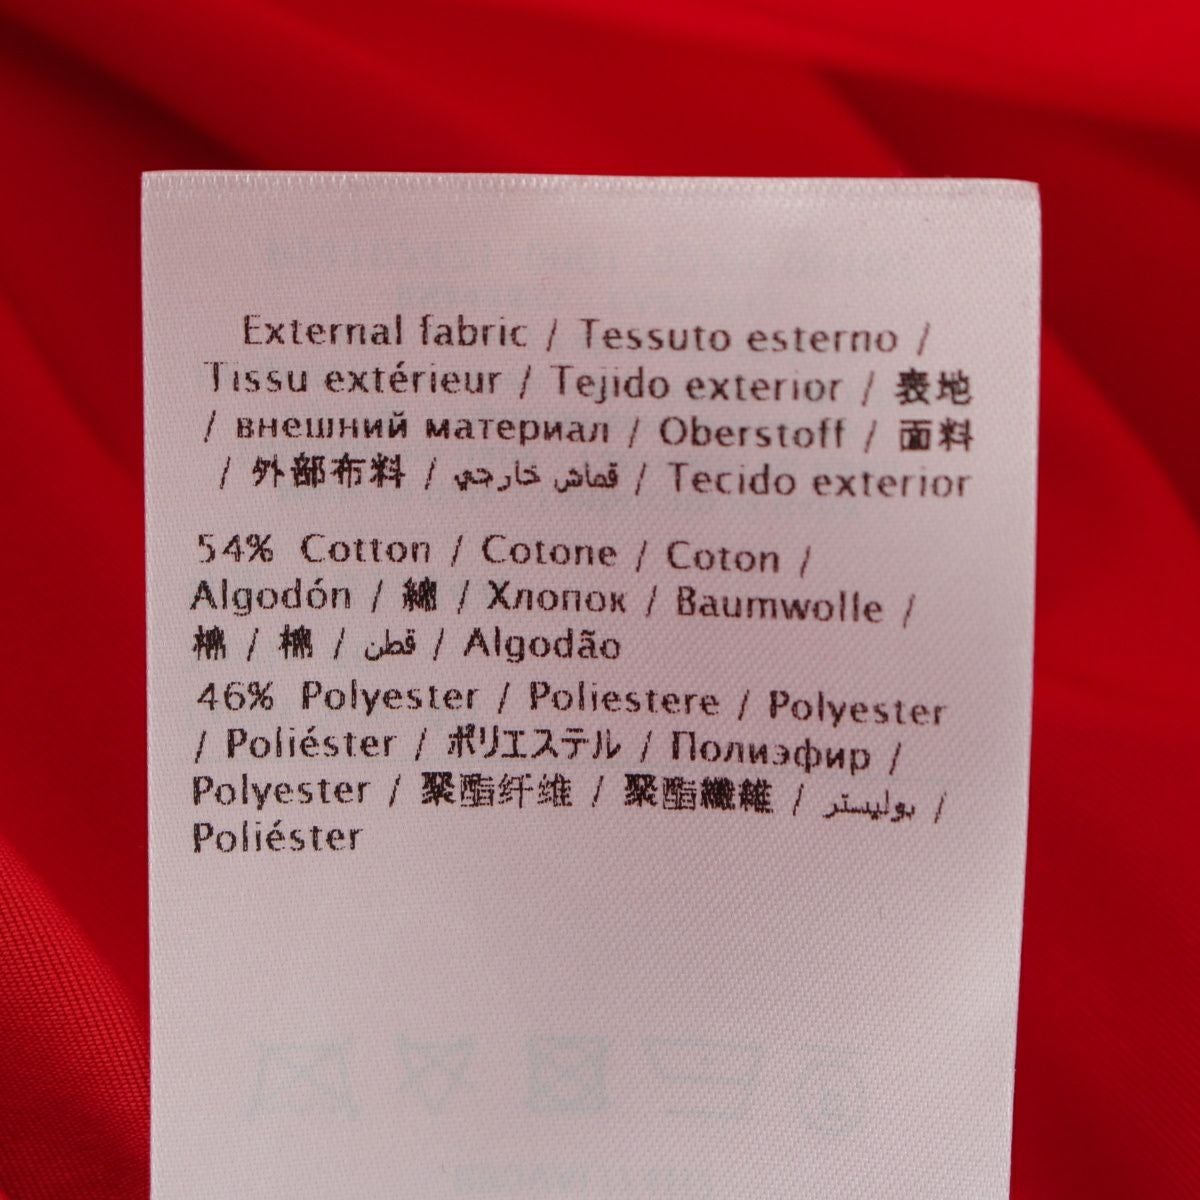 External fabric / Tessuto esterno /
Tissu extérieur / Tejido exterior / 表地
/ внешний материал / Oberstoff / 面料
/ 外部布料 / قماش خارجي / Tecido exterior
54% Cotton / Cotone / Coton /
Algodón / 綿 / Хлопок / Baumwolle /
棉 / 棉 / قطن / Algodão
46% Polyester / Poliestere / Polyester
/ Poliéster / ポリエステル / Полиэфир /
Polyester / 聚酯纤维 / 聚酯纖維 / بوليستر /
Poliéster